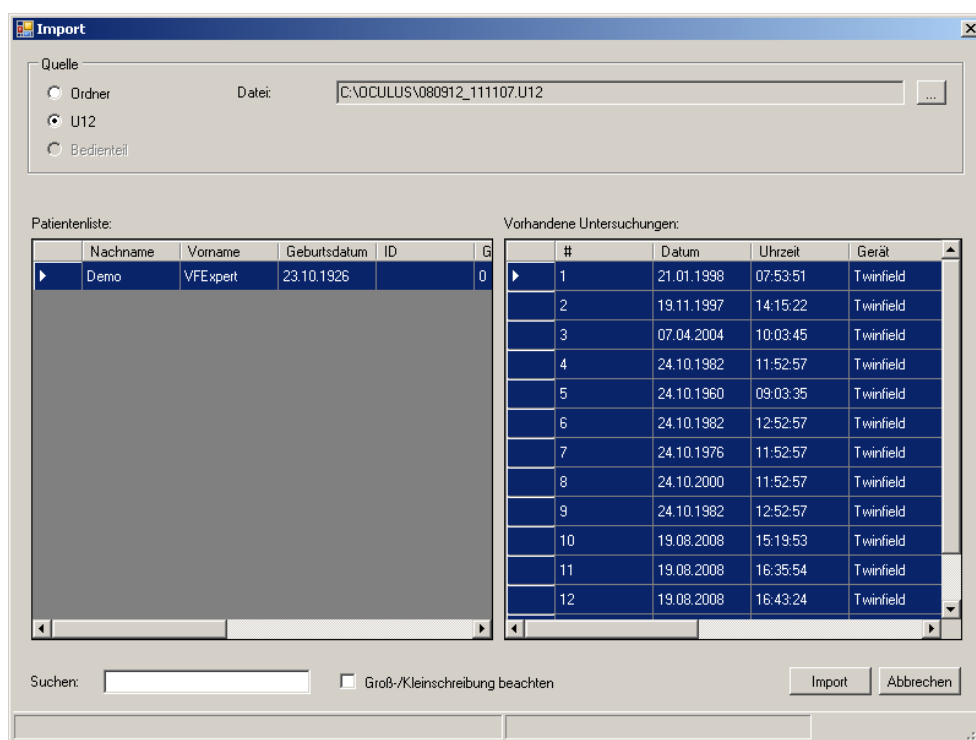 Import
Quelle
Ordner Datei: C:\OCULUS\080912_111107.U12 ...
U12
Bedienteil
Patientenliste: Vorhandene Untersuchungen:
Nachname Vorname Geburtsdatum ID G # Datum Uhrzeit Gerät
Demo VFExpert 23.10.1926 0 1 21.01.1998 07:53:51 Twinfield
2 19.11.1997 14:15:22 Twinfield
3 07.04.2004 10:03:45 Twinfield
4 24.10.1982 11:52:57 Twinfield
5 24.10.1960 09:03:35 Twinfield
6 24.10.1982 12:52:57 Twinfield
7 24.10.1976 11:52:57 Twinfield
8 24.10.2000 11:52:57 Twinfield
9 24.10.1982 12:52:57 Twinfield
10 19.08.2008 15:19:53 Twinfield
11 19.08.2008 16:35:54 Twinfield
12 19.08.2008 16:43:24 Twinfield
Suchen: Groß-/Kleinschreibung beachten Import Abbrechen